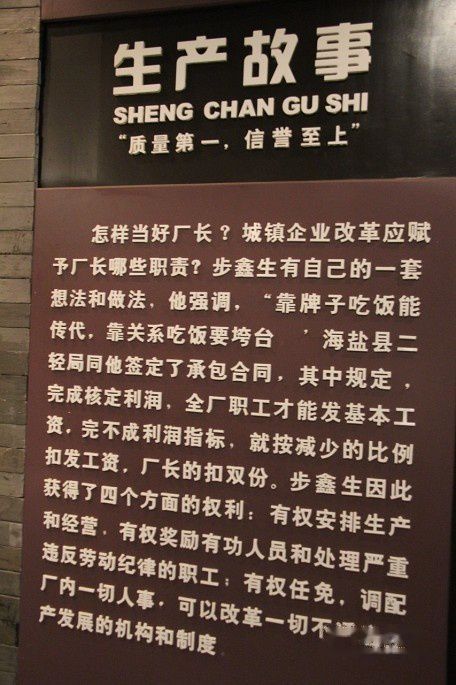 生产故事
SHENG CHAN GU SHI
“质量第一，信誉至上”
怎样当好厂长？城镇企业改革应赋
予厂长哪些职责？步鑫生有自己的一套
想法和做法，他强调，“靠牌子吃饭能
传代，靠关系吃饭要垮台　’海盐县二
轻局同他签定了承包合同，其中规定，
完成核定利润，全厂职工才能发基本工
资，完不成利润指标，就按减少的比例
扣发工资，厂长的扣双份。步鑫生因此
获得了四个方面的权利：有权安排生产
和经营，有权奖励有功人员和处理严重
违反劳动纪律的职工；有权任免，调配
厂内一切人事，可以改革一切不
产发展的机构和制度。